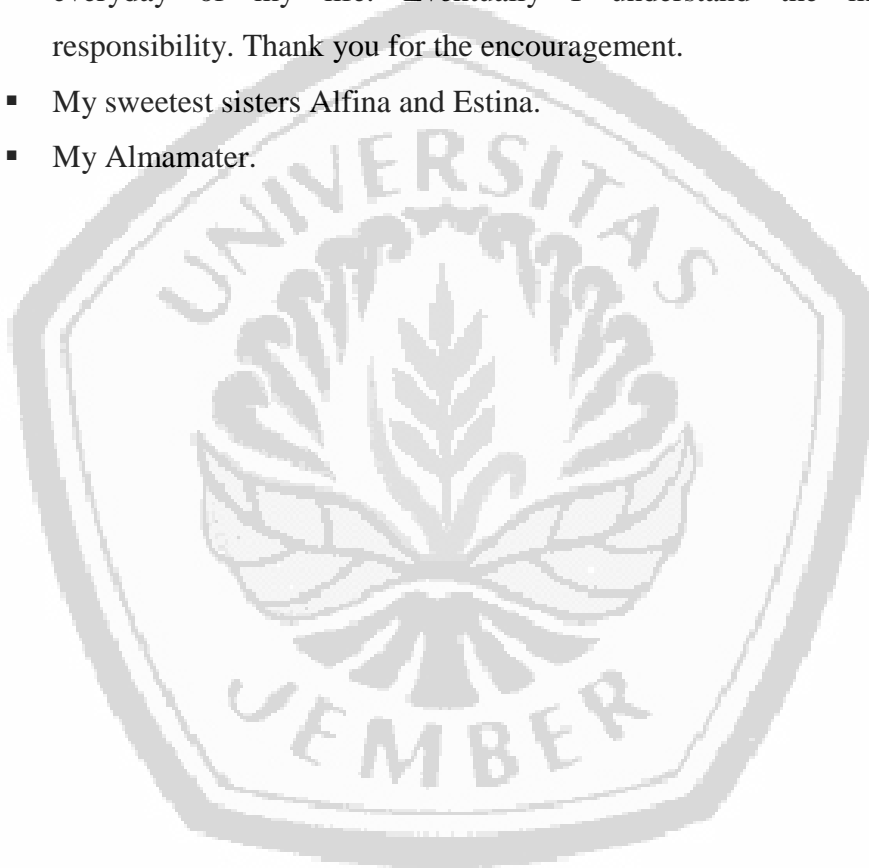 everyday of my life. Eventually I understand the
responsibility. Thank you for the encouragement.
▪ My sweetest sisters Alfina and Estina.
▪ My Almamater.
UNIVERSITAS
JEMBER